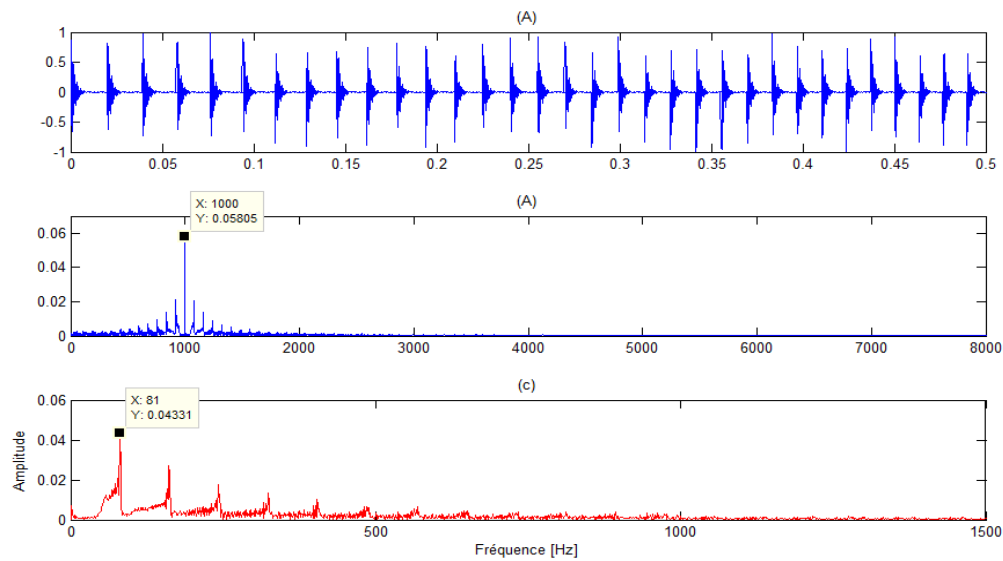 (A)
1
0.5
0
-0.5
-1
0 0.05 0.1 0.15 0.2 0.25 0.3 0.35 0.4 0.45 0.5
X: 1000
Y: 0.05805
(A)
0.06
0.04
0.02
0
0 1000 2000 3000 4000 5000 6000 7000 8000
X: 81
Y: 0.04331
(c)
0.06
0.04
0.02
0
Amplitude
0 500 1000 1500
Fréquence [Hz]